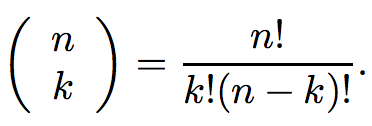 ( n k ) = n! / k!(n − k)!.